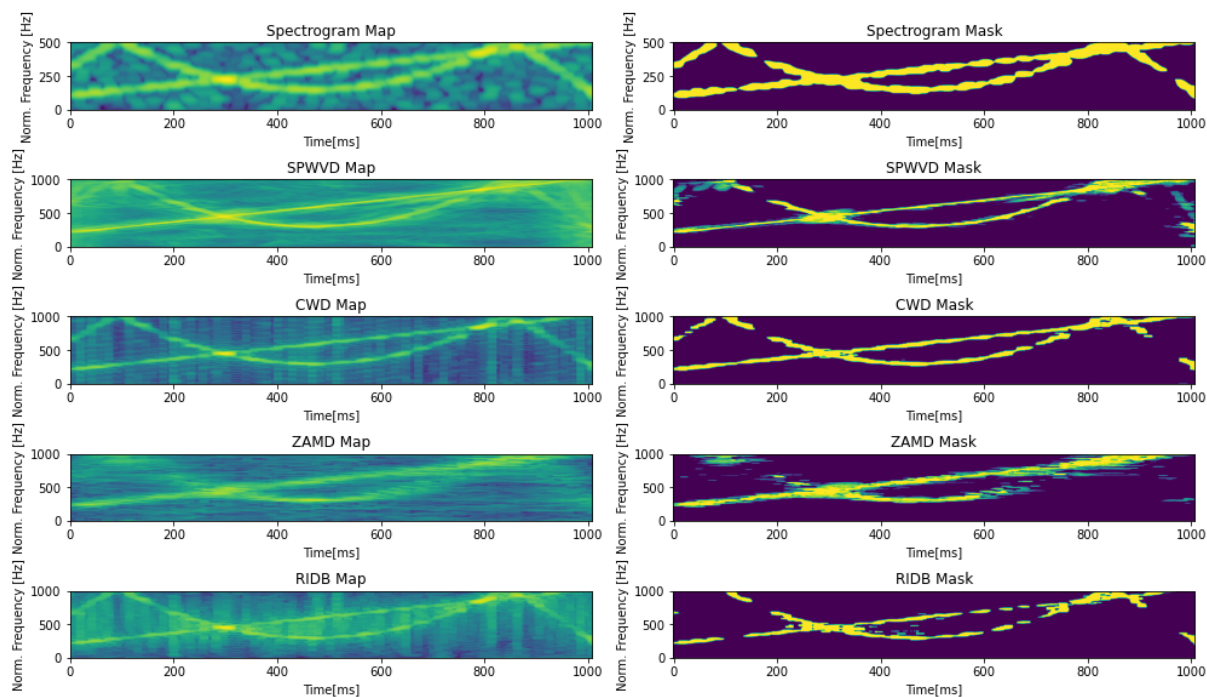 Spectrogram Map
Norm. Frequency [Hz]
500
250
0
0 200 400 600 800 1000
Time[ms]
Spectrogram Mask
Norm. Frequency [Hz]
500
250
0
0 200 400 600 800 1000
Time[ms]
SPWVD Map
Norm. Frequency [Hz]
1000
500
0
0 200 400 600 800 1000
Time[ms]
SPWVD Mask
Norm. Frequency [Hz]
1000
500
0
0 200 400 600 800 1000
Time[ms]
CWD Map
Norm. Frequency [Hz]
1000
500
0
0 200 400 600 800 1000
Time[ms]
CWD Mask
Norm. Frequency [Hz]
1000
500
0
0 200 400 600 800 1000
Time[ms]
ZAMD Map
Norm. Frequency [Hz]
1000
500
0
0 200 400 600 800 1000
Time[ms]
ZAMD Mask
Norm. Frequency [Hz]
1000
500
0
0 200 400 600 800 1000
Time[ms]
RIDB Map
Norm. Frequency [Hz]
1000
500
0
0 200 400 600 800 1000
Time[ms]
RIDB Mask
Norm. Frequency [Hz]
1000
500
0
0 200 400 600 800 1000
Time[ms]